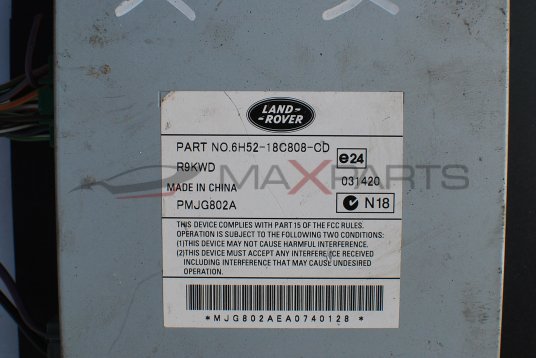 LAND-
-ROVER
PART NO.6H52-18C808-CD
e24
R9KWD
031420
MAXPARTS
MADE IN CHINA
PMJG802A
N18
THIS DEVICE COMPLIES WITH PART 15 OF THE FCC RULES.
OPERATION IS SUBJECT TO THE FOLLOWING TWO CONDITIONS:
(1)THIS DEVICE MAY NOT CAUSE HARMFUL INTERFERENCE.
(2)THIS DEVICE MUST ACCEPT ANY INTERFERENCE RECEIVED
INCLUDING INTERFERENCE THAT MAY CAUSE UNDESIRED
OPERATION.
*MJG802AEA0740128*